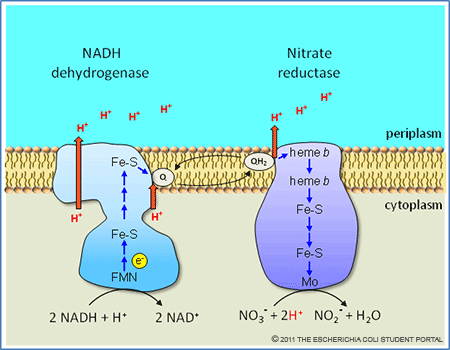 NADH
dehydrogenase
Nitrate
reductase
H⁺ H⁺ H⁺ H⁺
H⁺ H⁺ H⁺
periplasm
Fe-S
Q
QH₂
heme b
heme b
cytoplasm
H⁺
H⁺
Fe-S
Fe-S
e⁻
Fe-S
FMN
Mo
2 NADH + H⁺
2 NAD⁺
NO₃⁻ + 2H⁺
NO₂⁻ + H₂O
© 2011 THE ESCHERICHIA COLI STUDENT PORTAL